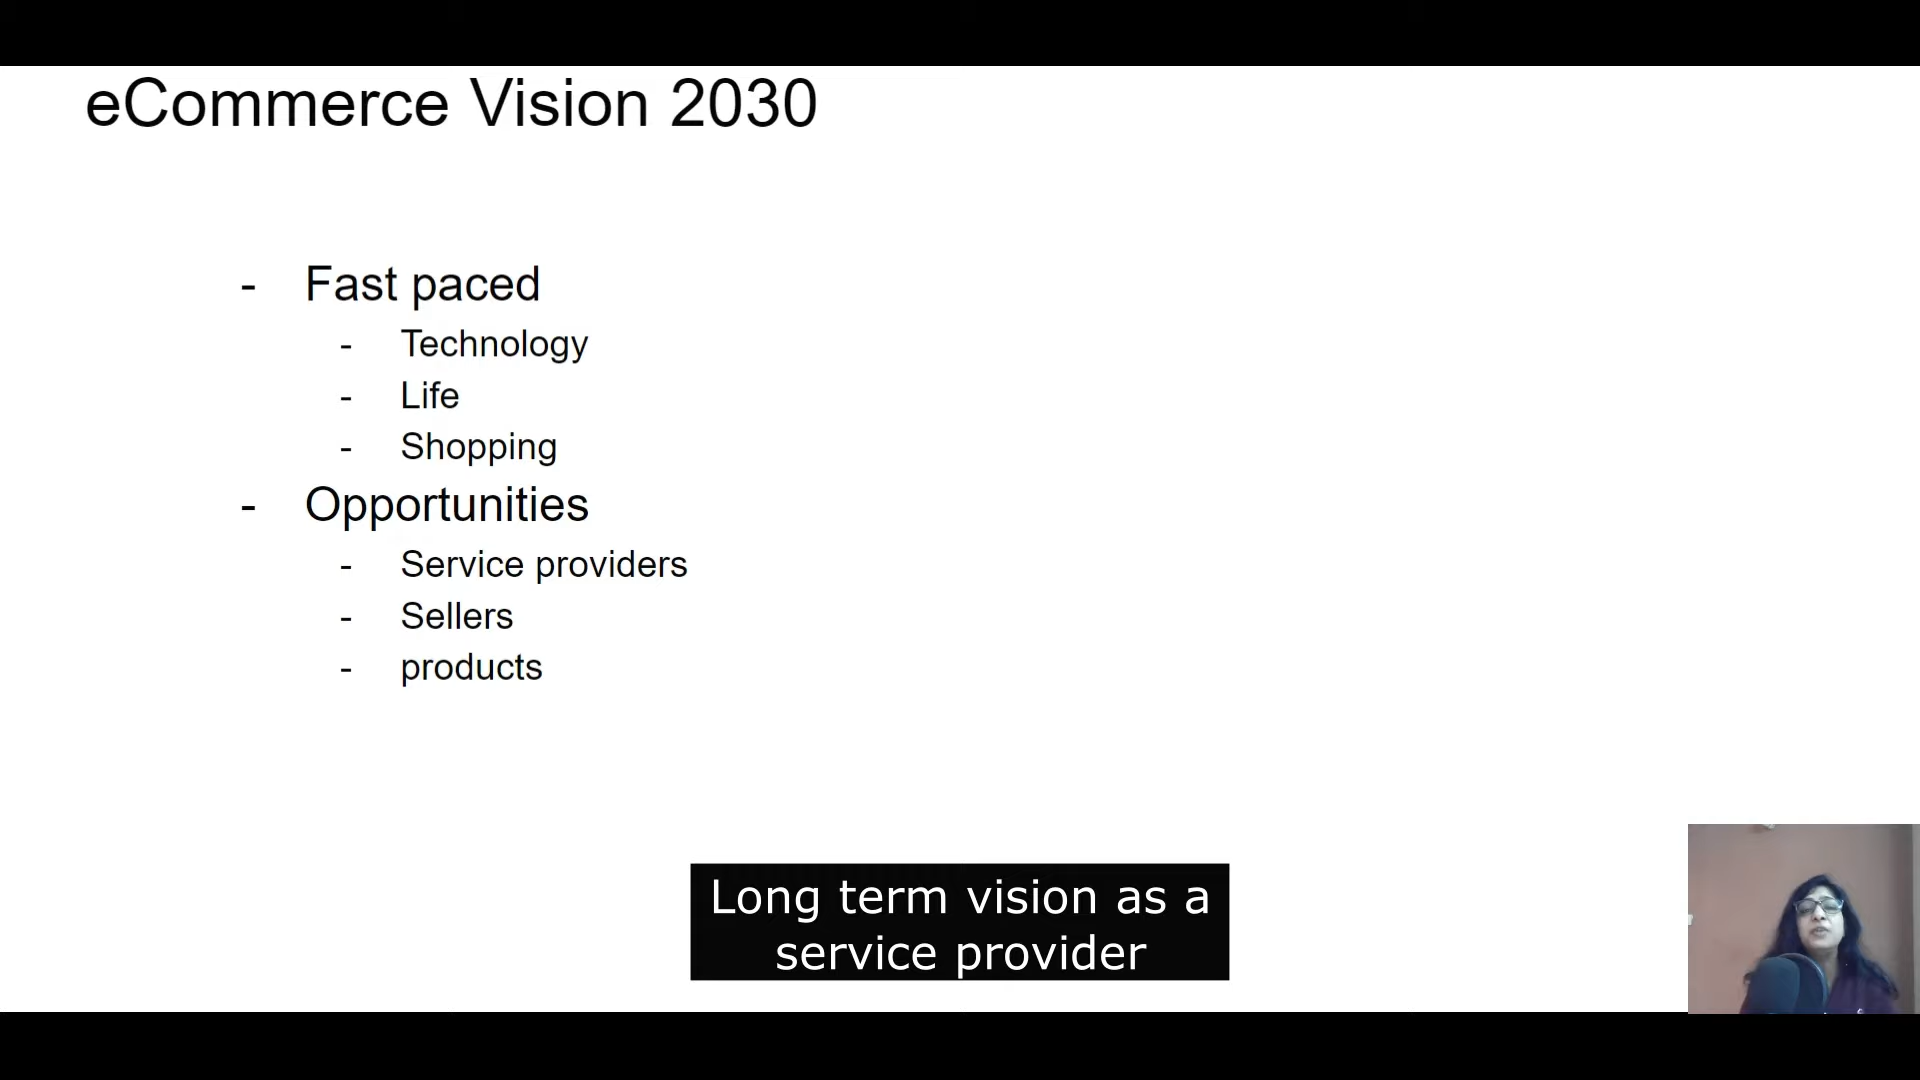 eCommerce Vision 2030
- Fast paced
- Technology
- Life
- Shopping
- Opportunities
- Service providers
- Sellers
- products
Long term vision as a
service provider